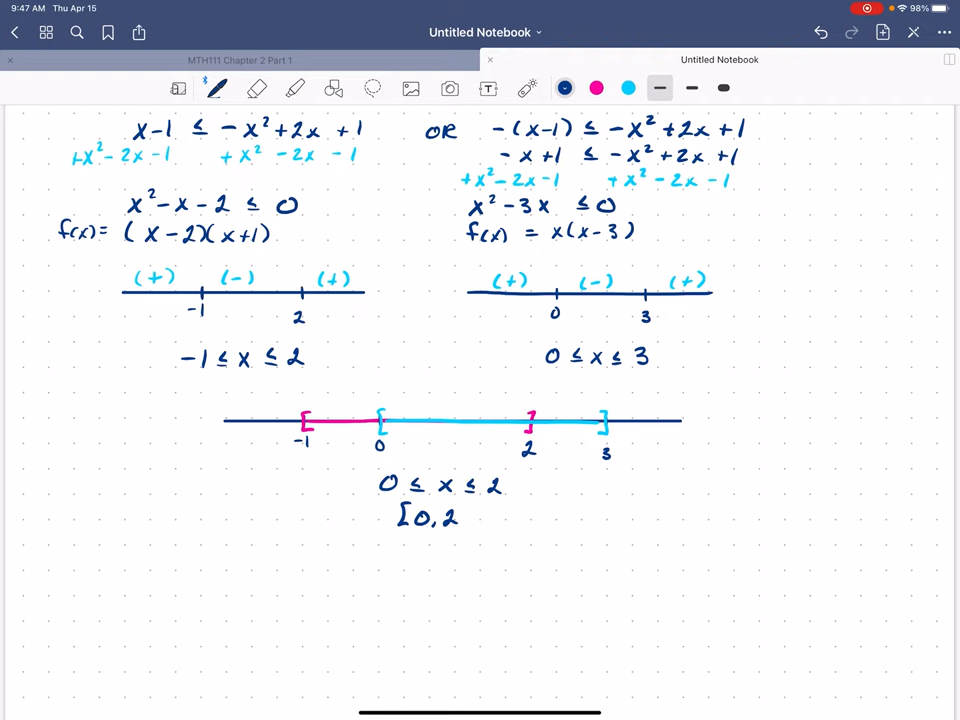 9:47 AM Thu Apr 15
98%
Untitled Notebook
MTH111 Chapter 2 Part 1
Untitled Notebook
x-1 ≤ -x²+2x+1 OR -(x-1) ≤ -x²+2x+1
+x²-2x-1 +x²-2x-1
-x+1 ≤ -x²+2x+1
+x²-2x-1 +x²-2x-1
x²-x-2 ≤ 0
x²-3x ≤ 0
f(x)= (x-2)(x+1)
f(x) = x(x-3)
(+) (-) (+)
(+) (-) (+)
-1 2
0 3
-1 ≤ x ≤ 2
0 ≤ x ≤ 3
[ [ ] ]
-1 0 2 3
0 ≤ x ≤ 2
[0,2